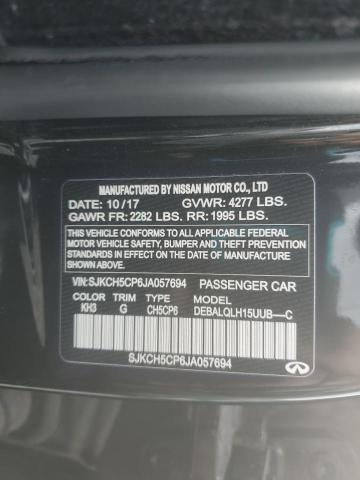 MANUFACTURED BY NISSAN MOTOR CO., LTD
DATE: 10/17 GVWR: 4277 LBS.
GAWR FR: 2282 LBS. RR: 1995 LBS.
THIS VEHICLE CONFORMS TO ALL APPLICABLE FEDERAL
MOTOR VEHICLE SAFETY, BUMPER AND THEFT PREVENTION
STANDARDS IN EFFECT ON THE DATE OF MANUFACTURE
SHOWN ABOVE.
VIN: SJKCH5CP6JA057694 PASSENGER CAR
COLOR TRIM TYPE MODEL
KH3 G CH5CP6 DEBALQLH15UUB--C
SJKCH5CP6JA057694